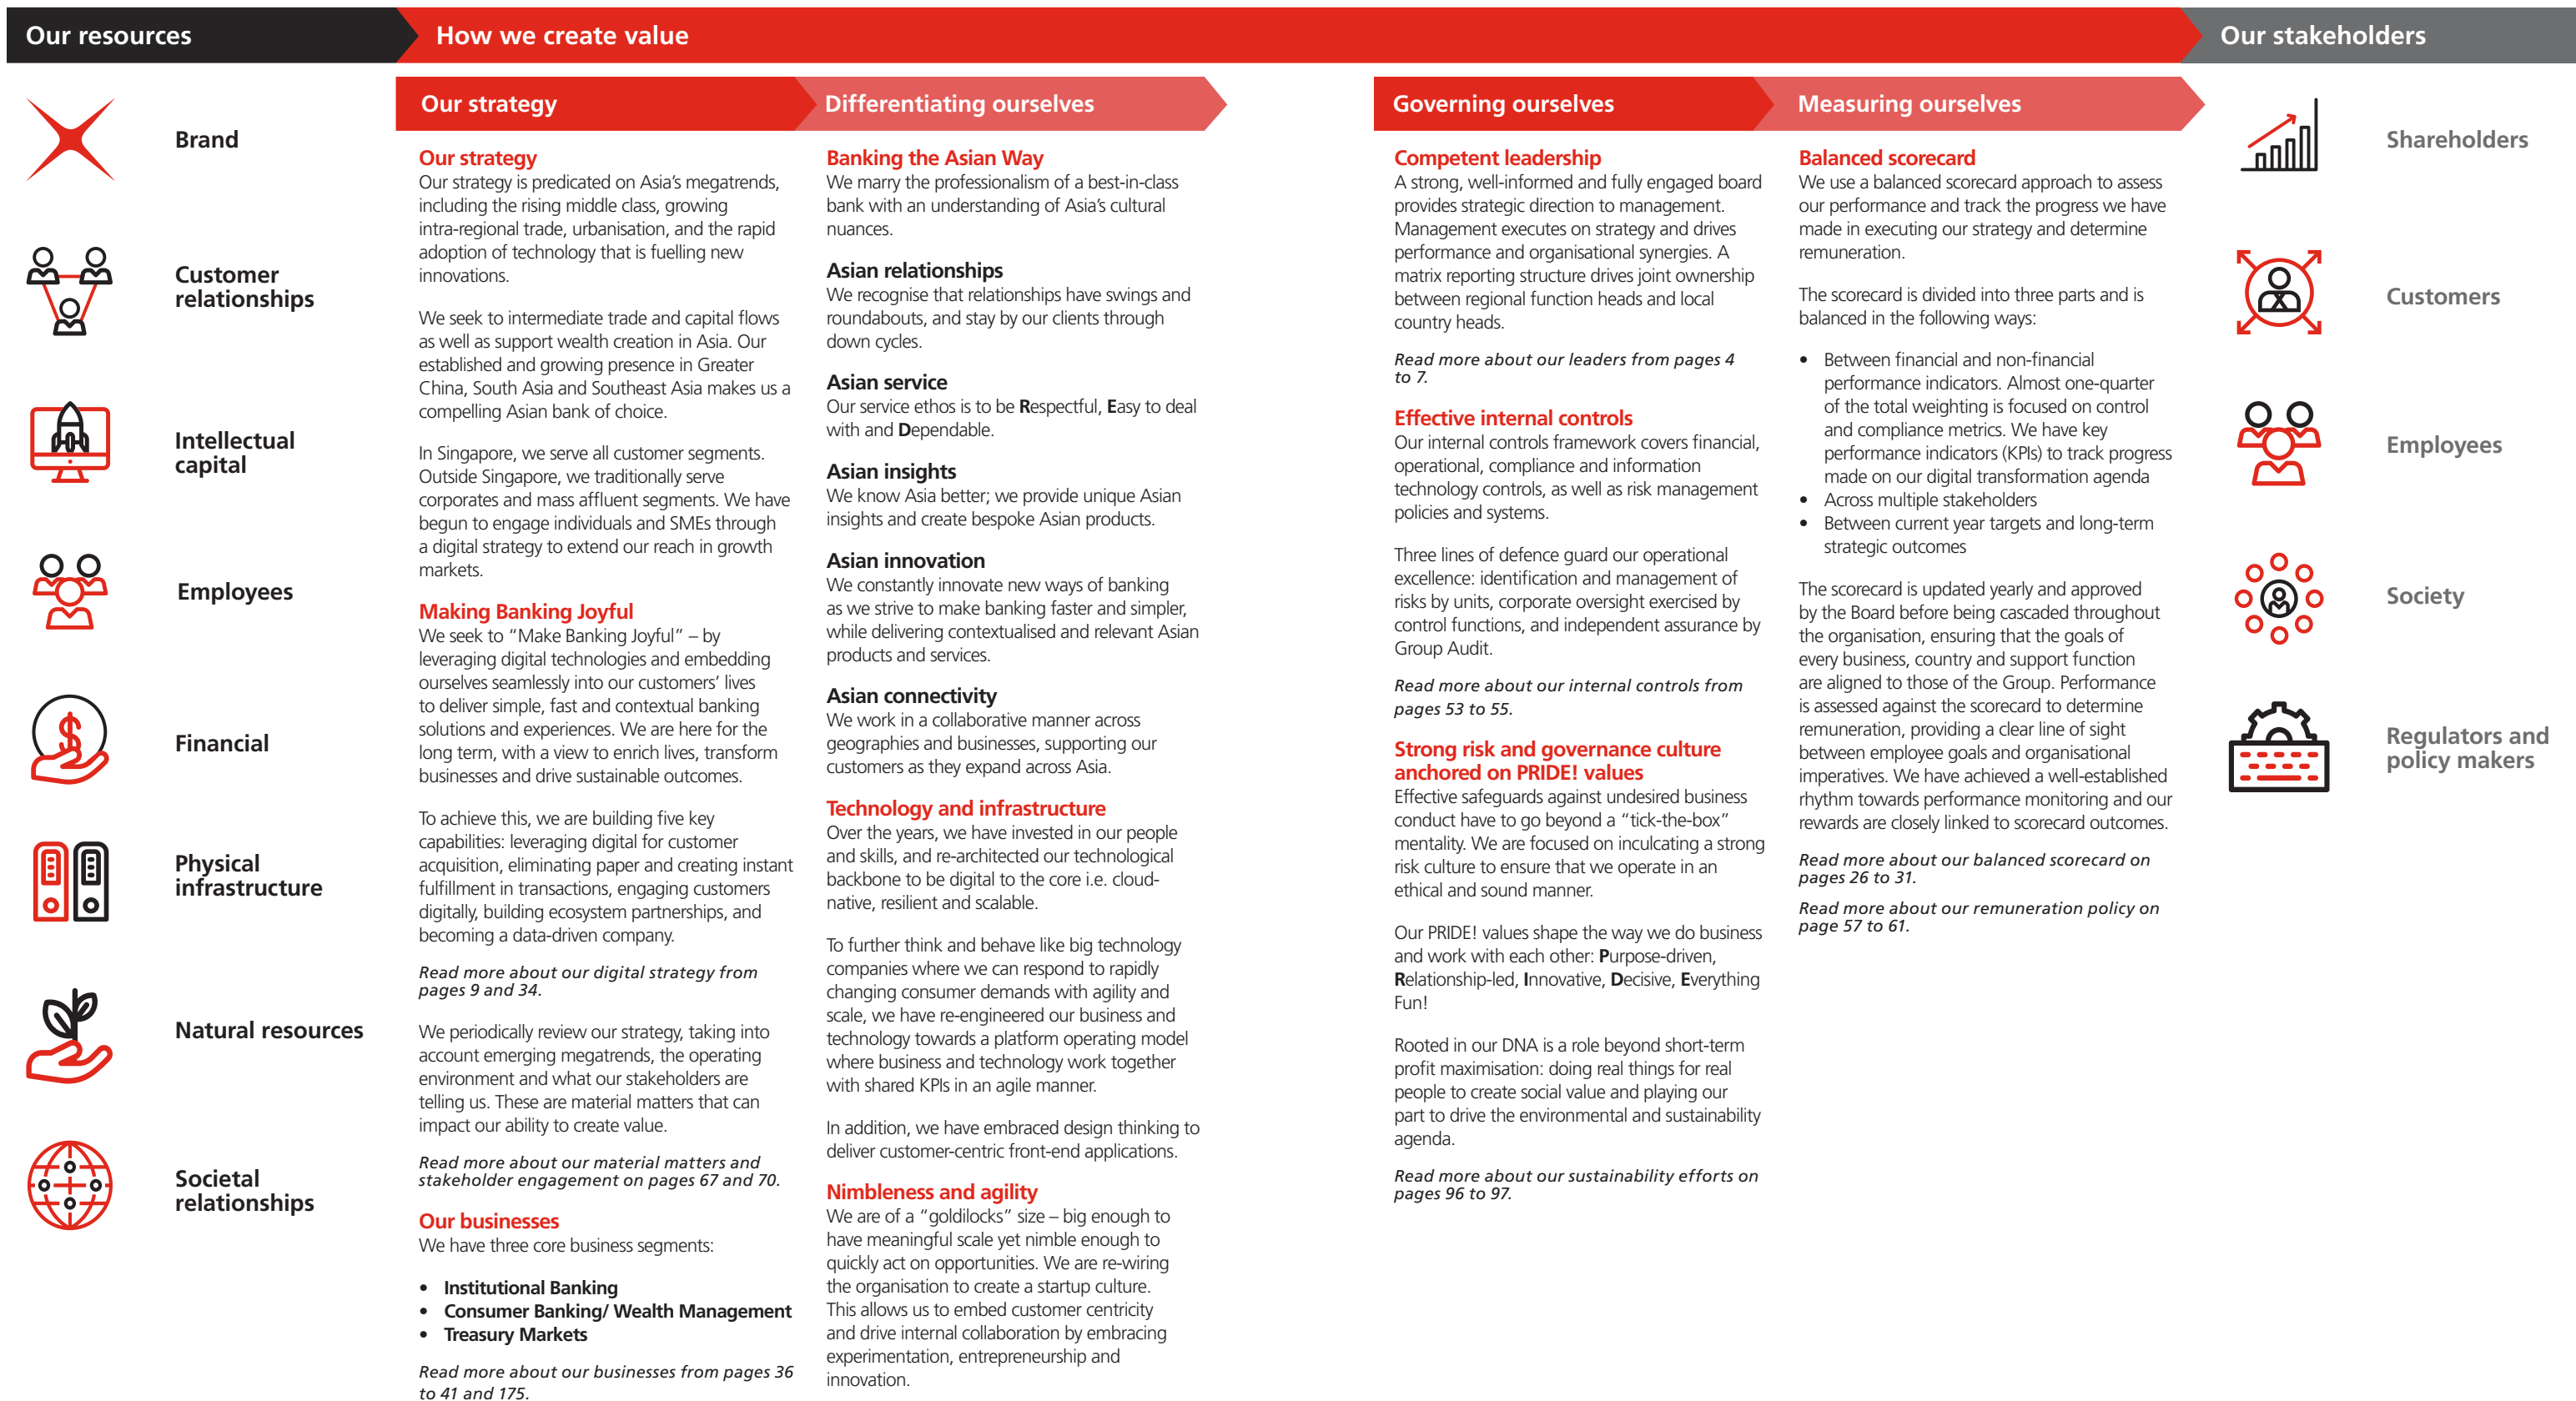 Our resources
How we create value
Our stakeholders
Brand
Customer
relationships
Intellectual
capital
Employees
Financial
Physical
infrastructure
Natural resources
Societal
relationships
Our strategy
Our strategy
Our strategy is predicated on Asia’s megatrends,
including the rising middle class, growing
intra-regional trade, urbanisation, and the rapid
adoption of technology that is fuelling new
innovations.
We seek to intermediate trade and capital flows
as well as support wealth creation in Asia. Our
established and growing presence in Greater
China, South Asia and Southeast Asia makes us a
compelling Asian bank of choice.
In Singapore, we serve all customer segments.
Outside Singapore, we traditionally serve
corporates and mass affluent segments. We have
begun to engage individuals and SMEs through
a digital strategy to extend our reach in growth
markets.
Making Banking Joyful
We seek to “Make Banking Joyful” – by
leveraging digital technologies and embedding
ourselves seamlessly into our customers’ lives
to deliver simple, fast and contextual banking
solutions and experiences. We are here for the
long term, with a view to enrich lives, transform
businesses and drive sustainable outcomes.
To achieve this, we are building five key
capabilities: leveraging digital for customer
acquisition, eliminating paper and creating instant
fulfillment in transactions, engaging customers
digitally, building ecosystem partnerships, and
becoming a data-driven company.
Read more about our digital strategy from
pages 9 and 34.
We periodically review our strategy, taking into
account emerging megatrends, the operating
environment and what our stakeholders are
telling us. These are material matters that can
impact our ability to create value.
Read more about our material matters and
stakeholder engagement on pages 67 and 70.
Our businesses
We have three core business segments:
• Institutional Banking
• Consumer Banking/ Wealth Management
• Treasury Markets
Read more about our businesses from pages 36
to 41 and 175.
Differentiating ourselves
Banking the Asian Way
We marry the professionalism of a best-in-class
bank with an understanding of Asia’s cultural
nuances.
Asian relationships
We recognise that relationships have swings and
roundabouts, and stay by our clients through
down cycles.
Asian service
Our service ethos is to be Respectful, Easy to deal
with and Dependable.
Asian insights
We know Asia better; we provide unique Asian
insights and create bespoke Asian products.
Asian innovation
We constantly innovate new ways of banking
as we strive to make banking faster and simpler,
while delivering contextualised and relevant Asian
products and services.
Asian connectivity
We work in a collaborative manner across
geographies and businesses, supporting our
customers as they expand across Asia.
Technology and infrastructure
Over the years, we have invested in our people
and skills, and re-architected our technological
backbone to be digital to the core i.e. cloud-
native, resilient and scalable.
To further think and behave like big technology
companies where we can respond to rapidly
changing consumer demands with agility and
scale, we have re-engineered our business and
technology towards a platform operating model
where business and technology work together
with shared KPIs in an agile manner.
In addition, we have embraced design thinking to
deliver customer-centric front-end applications.
Nimbleness and agility
We are of a “goldilocks” size – big enough to
have meaningful scale yet nimble enough to
quickly act on opportunities. We are re-wiring
the organisation to create a startup culture.
This allows us to embed customer centricity
and drive internal collaboration by embracing
experimentation, entrepreneurship and
innovation.
Governing ourselves
Competent leadership
A strong, well-informed and fully engaged board
provides strategic direction to management.
Management executes on strategy and drives
performance and organisational synergies. A
matrix reporting structure drives joint ownership
between regional function heads and local
country heads.
Read more about our leaders from pages 4
to 7.
Effective internal controls
Our internal controls framework covers financial,
operational, compliance and information
technology controls, as well as risk management
policies and systems.
Three lines of defence guard our operational
excellence: identification and management of
risks by units, corporate oversight exercised by
control functions, and independent assurance by
Group Audit.
Read more about our internal controls from
pages 53 to 55.
Strong risk and governance culture
anchored on PRIDE! values
Effective safeguards against undesired business
conduct have to go beyond a “tick-the-box”
mentality. We are focused on inculcating a strong
risk culture to ensure that we operate in an
ethical and sound manner.
Our PRIDE! values shape the way we do business
and work with each other: Purpose-driven,
Relationship-led, Innovative, Decisive, Everything
Fun!
Rooted in our DNA is a role beyond short-term
profit maximisation: doing real things for real
people to create social value and playing our
part to drive the environmental and sustainability
agenda.
Read more about our sustainability efforts on
pages 96 to 97.
Measuring ourselves
Balanced scorecard
We use a balanced scorecard approach to assess
our performance and track the progress we have
made in executing our strategy and determine
remuneration.
The scorecard is divided into three parts and is
balanced in the following ways:
• Between financial and non-financial
performance indicators. Almost one-quarter
of the total weighting is focused on control
and compliance metrics. We have key
performance indicators (KPIs) to track progress
made on our digital transformation agenda
• Across multiple stakeholders
• Between current year targets and long-term
strategic outcomes
The scorecard is updated yearly and approved
by the Board before being cascaded throughout
the organisation, ensuring that the goals of
every business, country and support function
are aligned to those of the Group. Performance
is assessed against the scorecard to determine
remuneration, providing a clear line of sight
between employee goals and organisational
imperatives. We have achieved a well-established
rhythm towards performance monitoring and our
rewards are closely linked to scorecard outcomes.
Read more about our balanced scorecard on
pages 26 to 31.
Read more about our remuneration policy on
page 57 to 61.
Shareholders
Customers
Employees
Society
Regulators and
policy makers